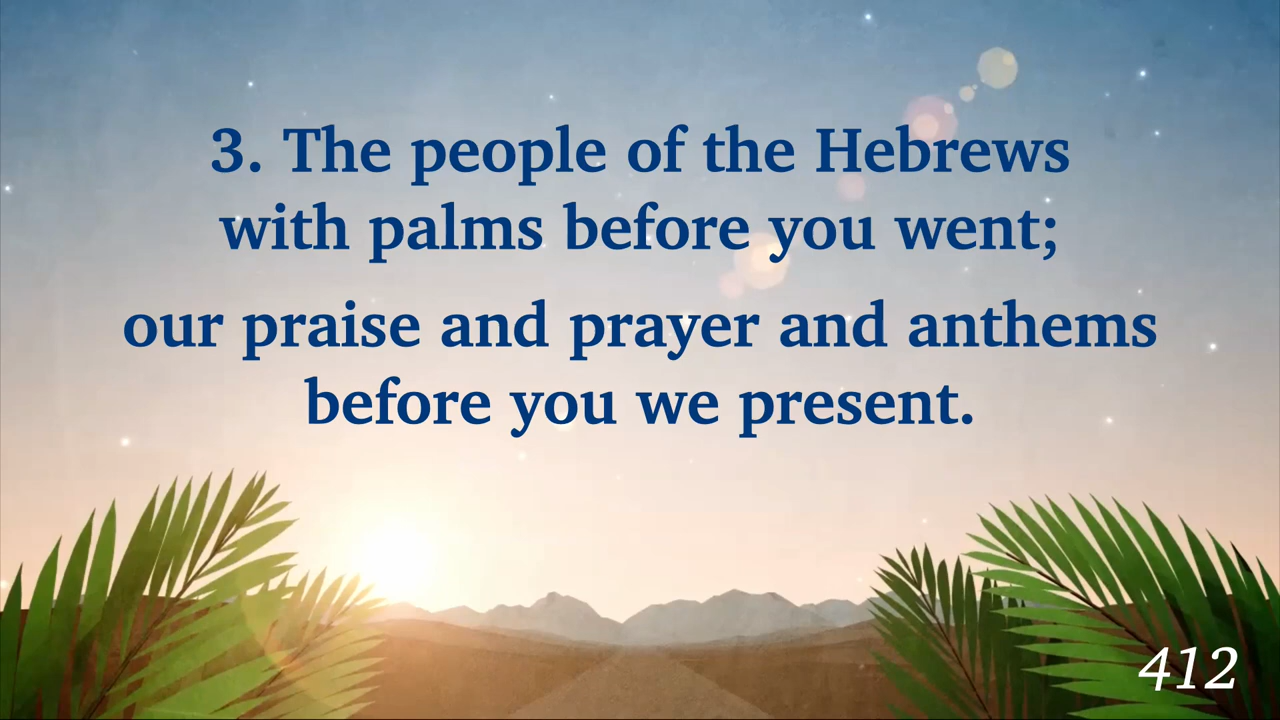 3. The people of the Hebrews
with palms before you went;
our praise and prayer and anthems
before you we present.
412